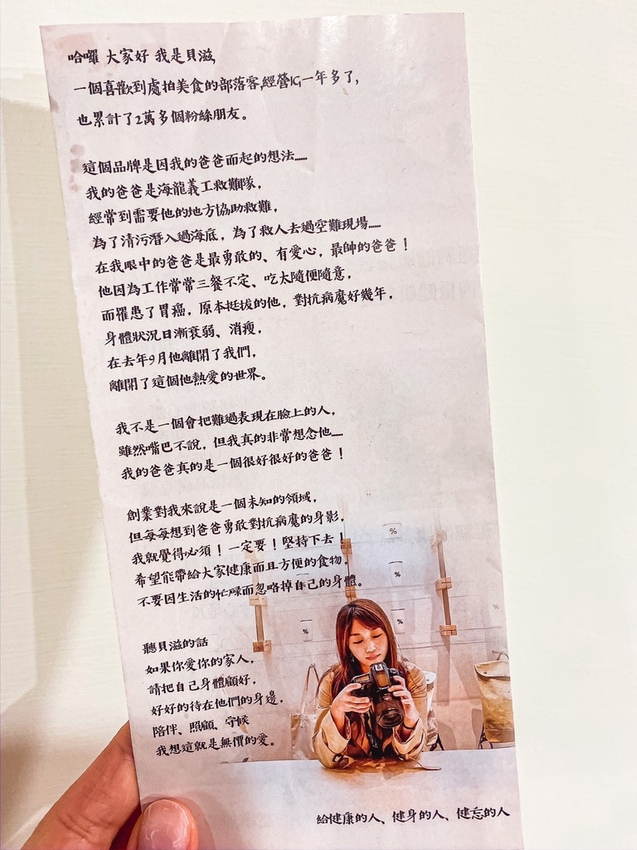 哈囉 大家好 我是貝滋,
一個喜歡到處拍美食的部落客,經營IG一年多了,
也累計了2萬多個粉絲朋友。
這個品牌是因我的爸爸而起的想法......
我的爸爸是海龍義工救難隊,
經常到需要他的地方協助救難,
為了清污潛入過海底,為了救人去過空難現場......
在我眼中的爸爸是最勇敢的、有愛心,最帥的爸爸!
他因為工作常常三餐不定、吃太隨便隨意,
而罹患了胃癌,原本挺拔的他,對抗病魔好幾年,
身體狀況日漸衰弱、消瘦,
在去年9月他離開了我們,
離開了這個他熱愛的世界。
我不是一個會把難過表現在臉上的人,
雖然嘴巴不說,但我真的非常想念他......
我的爸爸真的是一個很好很好的爸爸!
創業對我來說是一個未知的領域,
但每每想到爸爸勇敢對抗病魔的身影,
我就覺得必須!一定要!堅持下去!
希望能帶給大家健康而且方便的食物,
不要因生活的忙碌而忽略掉自己的身體。
聽貝滋的話
如果你愛你的家人,
請把自己身體顧好,
好好的待在他們的身邊,
陪伴、照顧、守候
我想這就是無價的愛。
%
%
%
%
給健康的人、健身的人、健忘的人